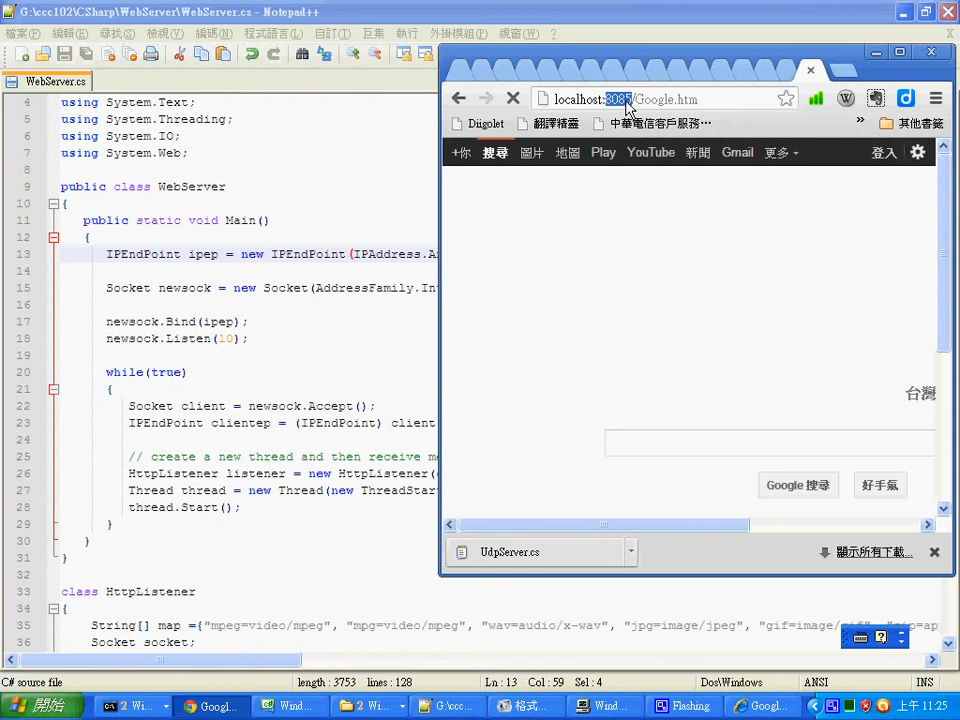 G:\ccc102\CSharp\WebServer\WebServer.cs - Notepad++
檔案(F) 編輯(E) 尋找(S) 檢視(V) 編碼(N) 程式語言(L) 自訂(T) 巨集 執行 外掛模組(P) 視窗(W) ?
WebServer.cs
4 using System.Text;
5 using System.Threading;
6 using System.IO;
7 using System.Web;
8
9 public class WebServer
10 {
11 public static void Main()
12 {
13 IPEndPoint ipep = new IPEndPoint(IPAddress.A
14
15 Socket newsock = new Socket(AddressFamily.In
16
17 newsock.Bind(ipep);
18 newsock.Listen(10);
19
20 while(true)
21 {
22 Socket client = newsock.Accept();
23 IPEndPoint clientep = (IPEndPoint) client
24
25 // create a new thread and then receive m
26 HttpListener listener = new HttpListener(
27 Thread thread = new Thread(new ThreadStar
28 thread.Start();
29 }
30 }
31 }
32
33 class HttpListener
34 {
35 String[] map ={"mpeg=video/mpeg", "mpg=video/mpeg", "wav=audio/x-wav", "jpg=image/jpeg", "gif=image/gif", "zip=ap
36 Socket socket;
localhost:8085/Google.htm
Diigolet 翻譯精靈 中華電信客戶服務… » 其他書籤
+你 搜尋 圖片 地圖 Play YouTube 新聞 Gmail 更多 登入
台灣
Google 搜尋 好手氣
UdpServer.cs 顯示所有下載...
C# source file length : 3753 lines : 128 Ln : 13 Col : 59 Sel : 4 Dos\Windows ANSI INS
開始 2 Wi... Googl... Wind... 2 Wi... G:\ccc... 格式... Wind... Flashing Googl... 上午 11:25